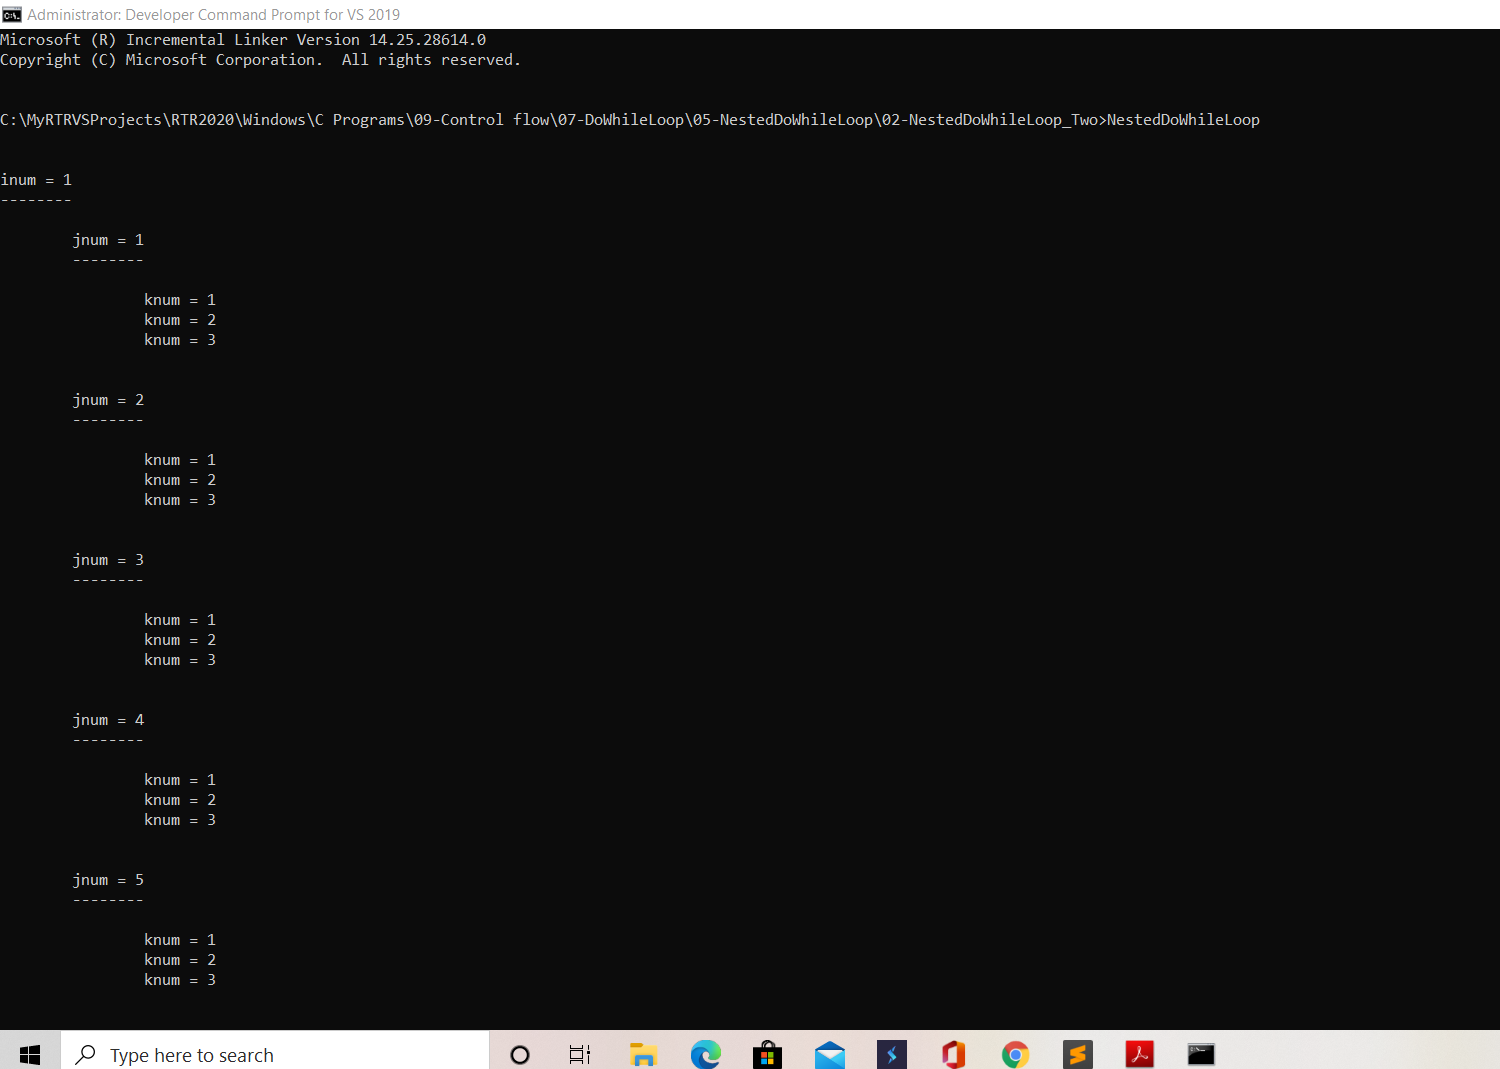 Administrator: Developer Command Prompt for VS 2019
Microsoft (R) Incremental Linker Version 14.25.28614.0
Copyright (C) Microsoft Corporation.  All rights reserved.
C:\MyRTRVSProjects\RTR2020\Windows\C Programs\09-Control flow\07-DoWhileLoop\05-NestedDoWhileLoop\02-NestedDoWhileLoop_Two>NestedDoWhileLoop
inum = 1
--------
jnum = 1
--------
knum = 1
knum = 2
knum = 3
jnum = 2
--------
knum = 1
knum = 2
knum = 3
jnum = 3
--------
knum = 1
knum = 2
knum = 3
jnum = 4
--------
knum = 1
knum = 2
knum = 3
jnum = 5
--------
knum = 1
knum = 2
knum = 3
Type here to search